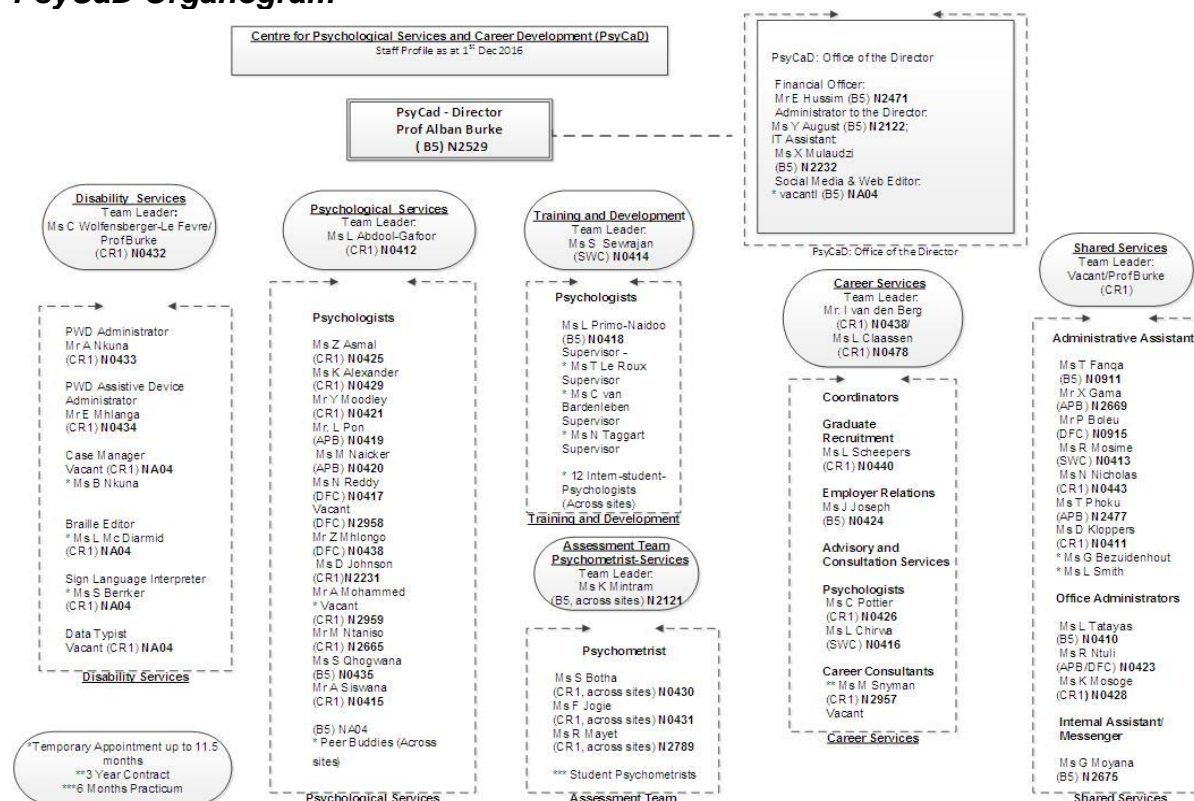 PsyCaD Organogram
Centre for Psychological Services and Career Development (PsyCaD)
Staff Profile as at 1st Dec 2016
PsyCad - Director
Prof Alban Burke
( B5) N2529
PsyCaD: Office of the Director
Financial Officer:
Mr E Hussim (B5) N2471
Administrator to the Director:
Ms Y August (B5) N2122;
IT Assistant:
Ms X Mulaudzi
(B5) N2232
Social Media & Web Editor:
* vacantl (B5) NA04
PsyCaD: Office of the Director
Disability Services
Team Leader:
Ms C Wolfensberger-Le Fevre/
Prof Burke
(CR1) N0432
PWD Administrator
Mr A Nkuna
(CR1) N0433
PWD Assistive Device
Administrator
Mr E Mhlanga
(CR1) N0434
Case Manager
Vacant (CR1) NA04
* Ms B Nkuna
Braille Editor
* Ms L Mc Diarmid
(CR1) NA04
Sign Language Interpreter
* Ms S Berrker
(CR1) NA04
Data Typist
Vacant (CR1) NA04
Disability Services
*Temporary Appointment up to 11.5
months
**3 Year Contract
***6 Months Practicum
Psychological Services
Team Leader:
Ms L Abdool-Gafoor
(CR1) N0412
Psychologists
Ms Z Asmal
(CR1) N0425
Ms K Alexander
(CR1) N0429
Mr Y Moodley
(CR1) N0421
Mr. L Pon
(APB) N0419
Ms M Naicker
(APB) N0420
Ms N Reddy
(DFC) N0417
Vacant
(DFC) N2958
Mr Z Mhlongo
(DFC) N0438
Ms D Johnson
(CR1)N2231
Mr A Mohammed
* Vacant
(CR1) N2959
Mr M Ntaniso
(CR1) N2665
Ms S Qhogwana
(B5) N0435
Mr A Siswana
(CR1) N0415
(B5) NA04
* Peer Buddies (Across
sites)
Psychological Services
Training and Development
Team Leader:
Ms S Sewrajan
(SWC) N0414
Psychologists
Ms L Primo-Naidoo
(B5) N0418
Supervisor -
* Ms T Le Roux
Supervisor
* Ms C van
Bardenleben
Supervisor
* Ms N Taggart
Supervisor
* 12 Intern-student-
Psychologists
(Across sites)
Training and Development
Assessment Team
Psychometrist-Services
Team Leader:
Ms K Mintram
(B5, across sites) N2121
Psychometrist
Ms S Botha
(CR1, across sites) N0430
Ms F Jogie
(CR1, across sites) N0431
Ms R Mayet
(CR1, across sites) N2789
*** Student Psychometrists
Assessment Team
Career Services
Team Leader:
Mr. I van den Berg
(CR1) N0438/
Ms L Claassen
(CR1) N0478
Coordinators
Graduate
Recruitment
Ms L Scheepers
(CR1) N0440
Employer Relations
Ms J Joseph
(B5) N0424
Advisory and
Consultation Services
Psychologists
Ms C Pottier
(CR1) N0426
Ms L Chirwa
(SWC) N0416
Career Consultants
** Ms M Snyman
(CR1) N2957
Vacant
Career Services
Shared Services
Team Leader:
Vacant/Prof Burke
(CR1)
Administrative Assistant
Ms T Fanqa
(B5) N0911
Mr X Gama
(APB) N2669
Mr P Boleu
(DFC) N0915
Ms R Mosime
(SWC) N0413
Ms N Nicholas
(CR1) N0443
Ms T Phoku
(APB) N2477
Ms D Kloppers
(CR1) N0411
* Ms G Bezuidenhout
* Ms L Smith
Office Administrators
Ms L Tatayas
(B5) N0410
Ms R Ntuli
(APB/DFC) N0423
Ms K Mosoge
(CR1) N0428
Internal Assistant/
Messenger
Ms G Moyana
(B5) N2675
Shared Services